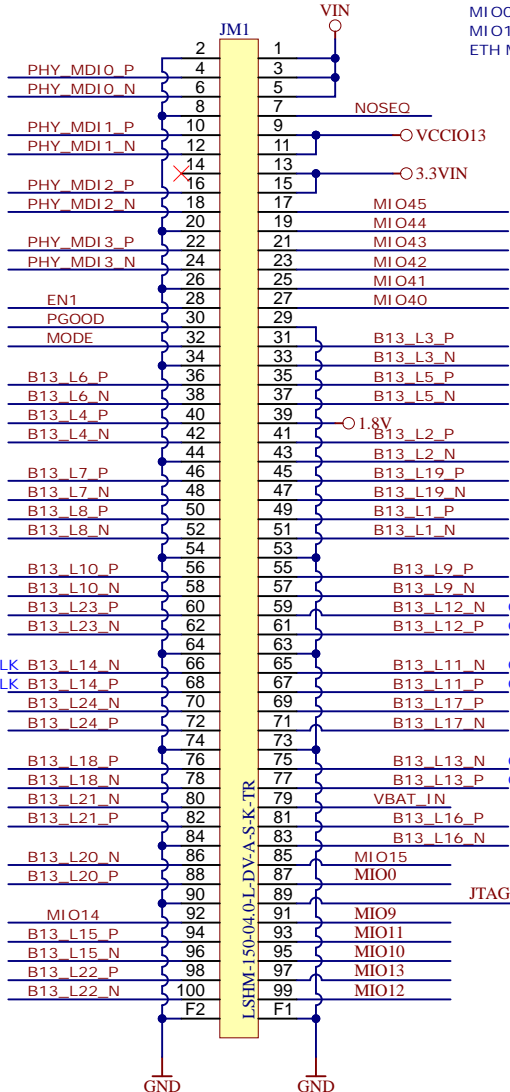 VIN
MIO0
MIO1
ETH M
JM1
2 1
PHY_MDI0_P 4 3
PHY_MDI0_N 6 5
8 7 NOSEQ
PHY_MDI1_P 10 9 VCCIO13
PHY_MDI1_N 12 11
14 13 3.3VIN
PHY_MDI2_P 16 15
PHY_MDI2_N 18 17 MIO45
20 19 MIO44
PHY_MDI3_P 22 21 MIO43
PHY_MDI3_N 24 23 MIO42
26 25 MIO41
EN1 28 27 MIO40
PGOOD 30 29
MODE 32 31 B13_L3_P
34 33 B13_L3_N
B13_L6_P 36 35 B13_L5_P
B13_L6_N 38 37 B13_L5_N
B13_L4_P 40 39 1.8V
B13_L4_N 42 41 B13_L2_P
44 43 B13_L2_N
B13_L7_P 46 45 B13_L19_P
B13_L7_N 48 47 B13_L19_N
B13_L8_P 50 49 B13_L1_P
B13_L8_N 52 51 B13_L1_N
54 53
B13_L10_P 56 55 B13_L9_P
B13_L10_N 58 57 B13_L9_N
B13_L23_P 60 59 B13_L12_N
B13_L23_N 62 61 B13_L12_P
64 63
LK B13_L14_N 66 65 B13_L11_N
LK B13_L14_P 68 67 B13_L11_P
B13_L24_N 70 69 B13_L17_P
B13_L24_P 72 71 B13_L17_N
74 73
B13_L18_P 76 75 B13_L13_N
B13_L18_N 78 77 B13_L13_P
B13_L21_N 80 79 VBAT_IN
B13_L21_P 82 81 B13_L16_P
84 83 B13_L16_N
B13_L20_N 86 85 MIO15
B13_L20_P 88 87 MIO0
90 89 JTAG
MIO14 92 91 MIO9
B13_L15_P 94 93 MIO11
B13_L15_N 96 95 MIO10
B13_L22_P 98 97 MIO13
B13_L22_N 100 99 MIO12
F2 F1
LSHM-150-04.0-L-DV-A-S-K-TR
GND GND